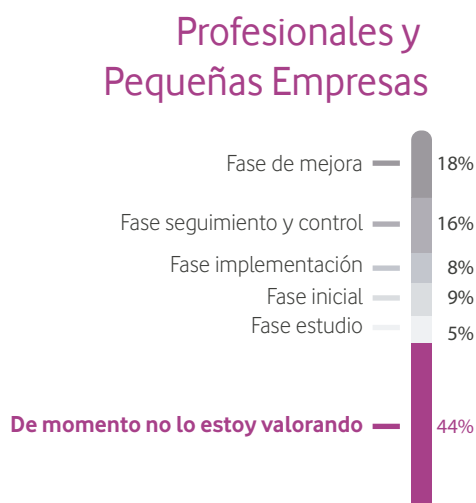 Profesionales y
Pequeñas Empresas
Fase de mejora 18%
Fase seguimiento y control 16%
Fase implementación 8%
Fase inicial 9%
Fase estudio 5%
De momento no lo estoy valorando 44%